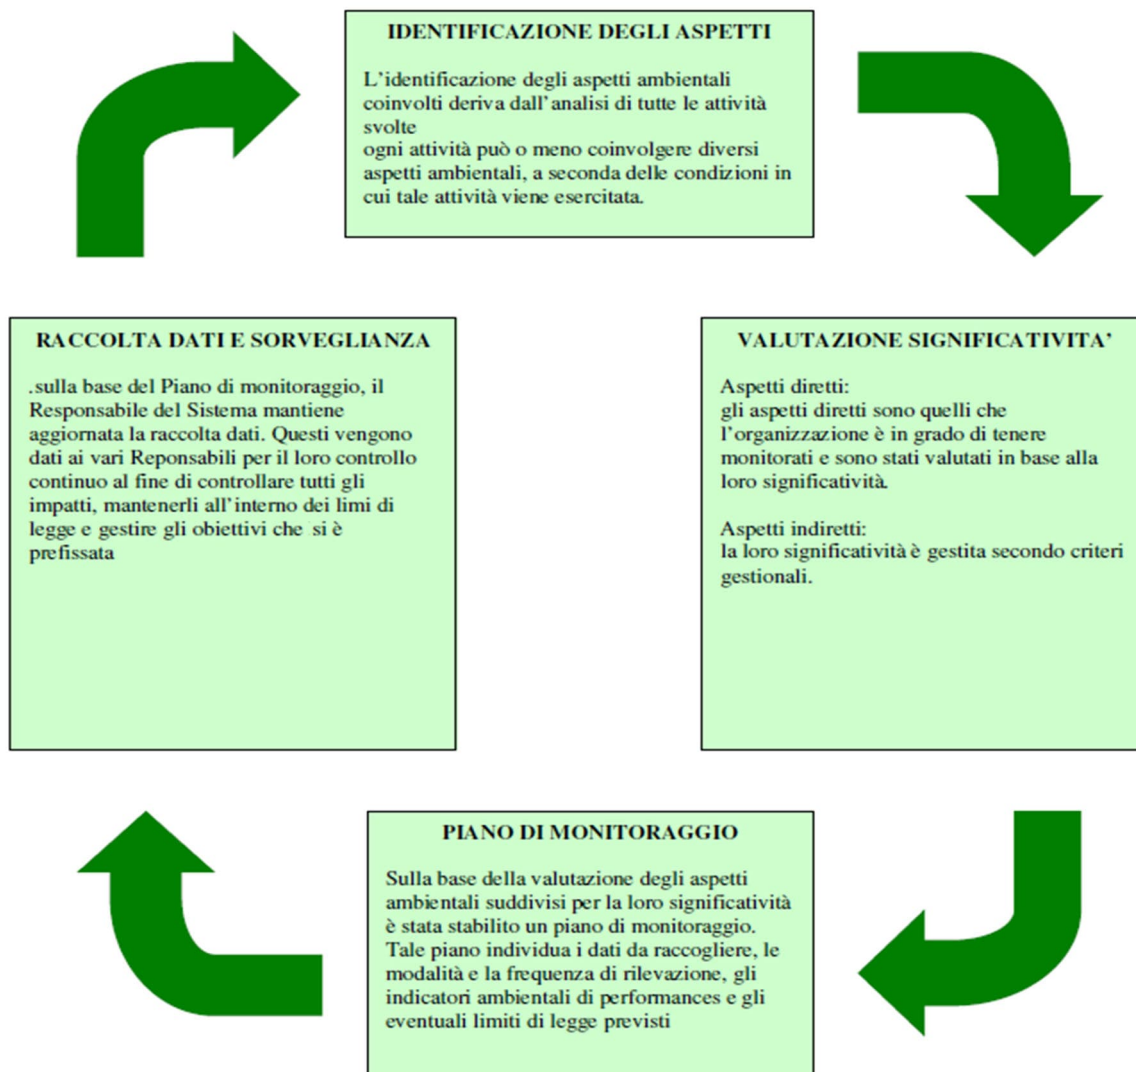 IDENTIFICAZIONE DEGLI ASPETTI
L'identificazione degli aspetti ambientali
coinvolti deriva dall'analisi di tutte le attività
svolte
ogni attività può o meno coinvolgere diversi
aspetti ambientali, a seconda delle condizioni in
cui tale attività viene esercitata.
VALUTAZIONE SIGNIFICATIVITA'
Aspetti diretti:
gli aspetti diretti sono quelli che
l'organizzazione è in grado di tenere
monitorati e sono stati valutati in base alla
loro significatività.
Aspetti indiretti:
la loro significatività è gestita secondo criteri
gestionali.
PIANO DI MONITORAGGIO
Sulla base della valutazione degli aspetti
ambientali suddivisi per la loro significatività
è stata stabilito un piano di monitoraggio.
Tale piano individua i dati da raccogliere, le
modalità e la frequenza di rilevazione, gli
indicatori ambientali di performances e gli
eventuali limiti di legge previsti
RACCOLTA DATI E SORVEGLIANZA
.sulla base del Piano di monitoraggio, il
Responsabile del Sistema mantiene
aggiornata la raccolta dati. Questi vengono
dati ai vari Reponsabili per il loro controllo
continuo al fine di controllare tutti gli
impatti, mantenerli all'interno dei limi di
legge e gestire gli obiettivi che si è
prefissata